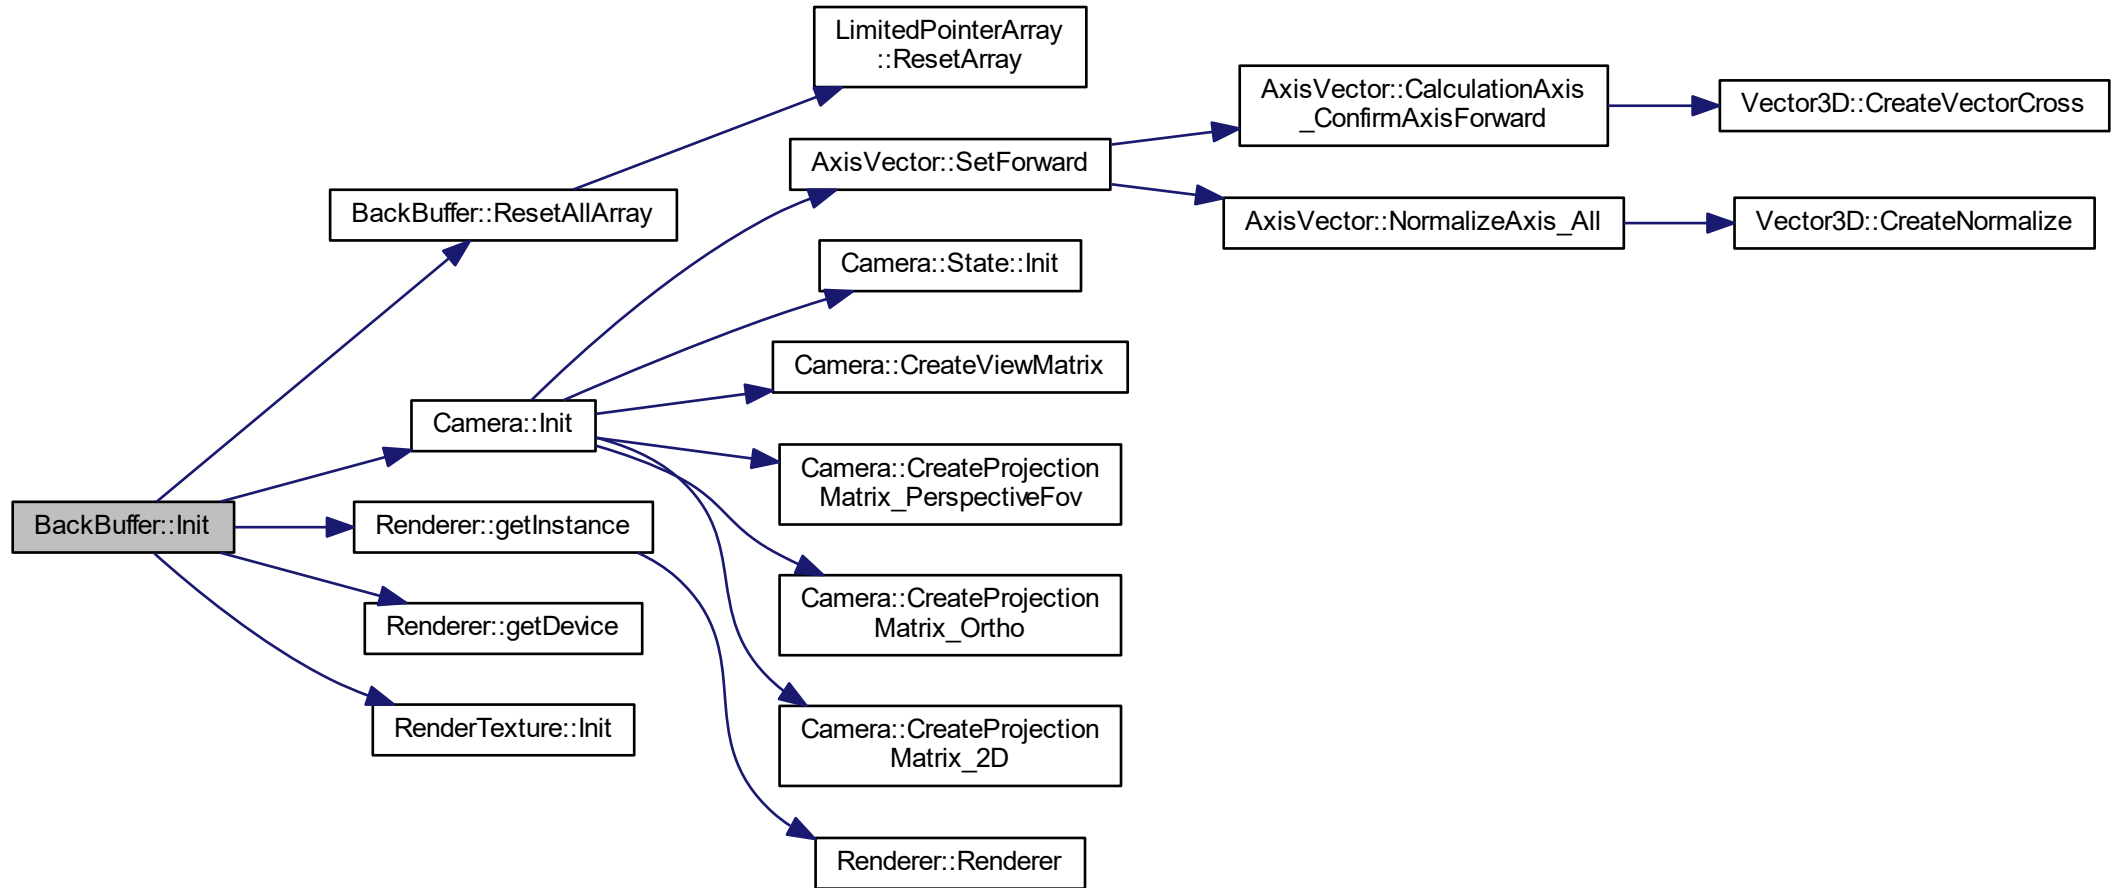 LimitedPointerArray
::ResetArray
AxisVector::CalculationAxis
_ConfirmAxisForward
Vector3D::CreateVectorCross
AxisVector::SetForward
BackBuffer::ResetAllArray
AxisVector::NormalizeAxis_All
Vector3D::CreateNormalize
Camera::State::Init
Camera::CreateViewMatrix
Camera::Init
Camera::CreateProjection
Matrix_PerspectiveFov
BackBuffer::Init
Renderer::getInstance
Camera::CreateProjection
Matrix_Ortho
Renderer::getDevice
RenderTexture::Init
Camera::CreateProjection
Matrix_2D
Renderer::Renderer